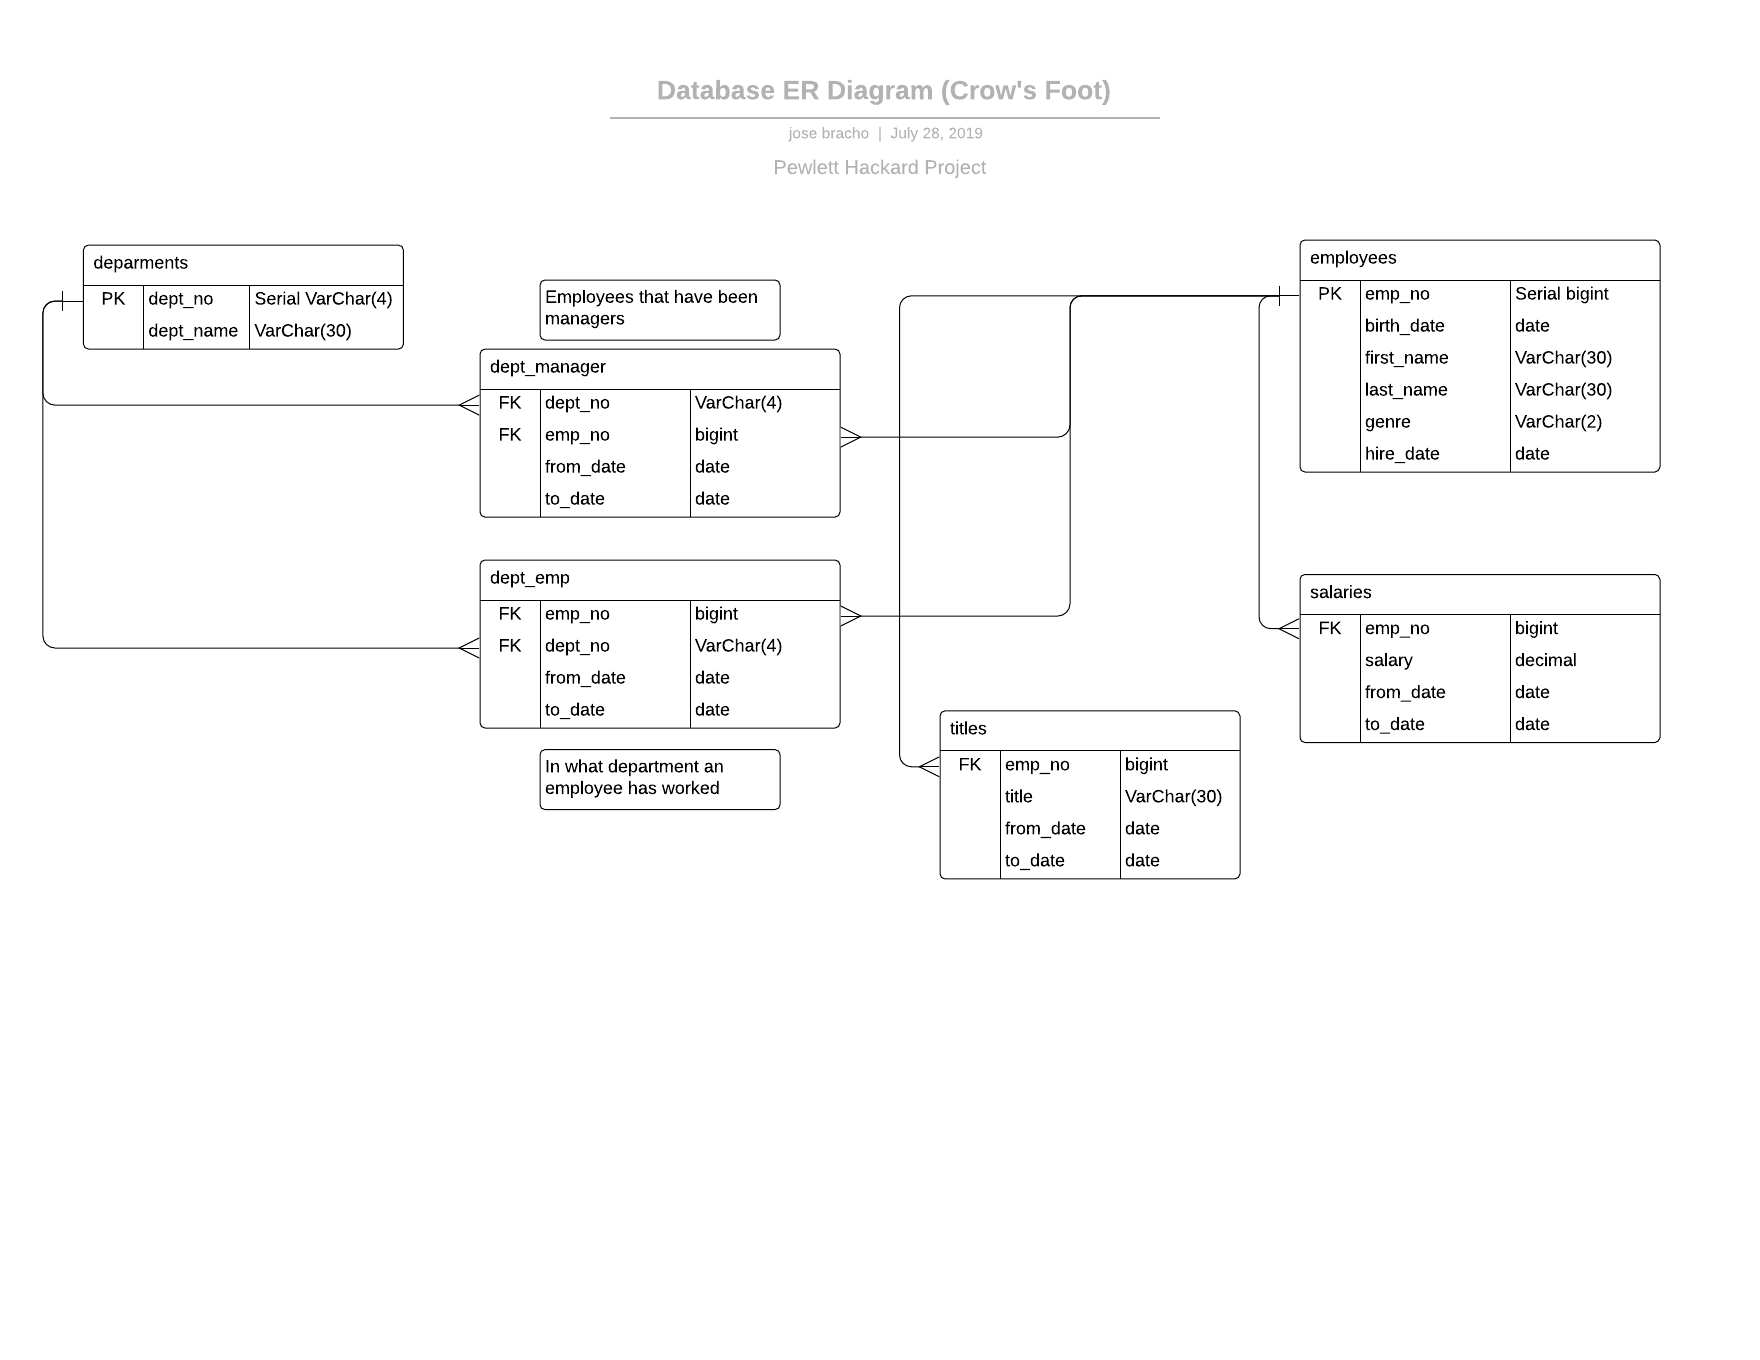 Database ER Diagram (Crow's Foot)
jose bracho | July 28, 2019
Pewlett Hackard Project
deparments
PK dept_no Serial VarChar(4)
dept_name VarChar(30)
Employees that have been
managers
dept_manager
FK dept_no VarChar(4)
FK emp_no bigint
from_date date
to_date date
dept_emp
FK emp_no bigint
FK dept_no VarChar(4)
from_date date
to_date date
In what department an
employee has worked
titles
FK emp_no bigint
title VarChar(30)
from_date date
to_date date
employees
PK emp_no Serial bigint
birth_date date
first_name VarChar(30)
last_name VarChar(30)
genre VarChar(2)
hire_date date
salaries
FK emp_no bigint
salary decimal
from_date date
to_date date